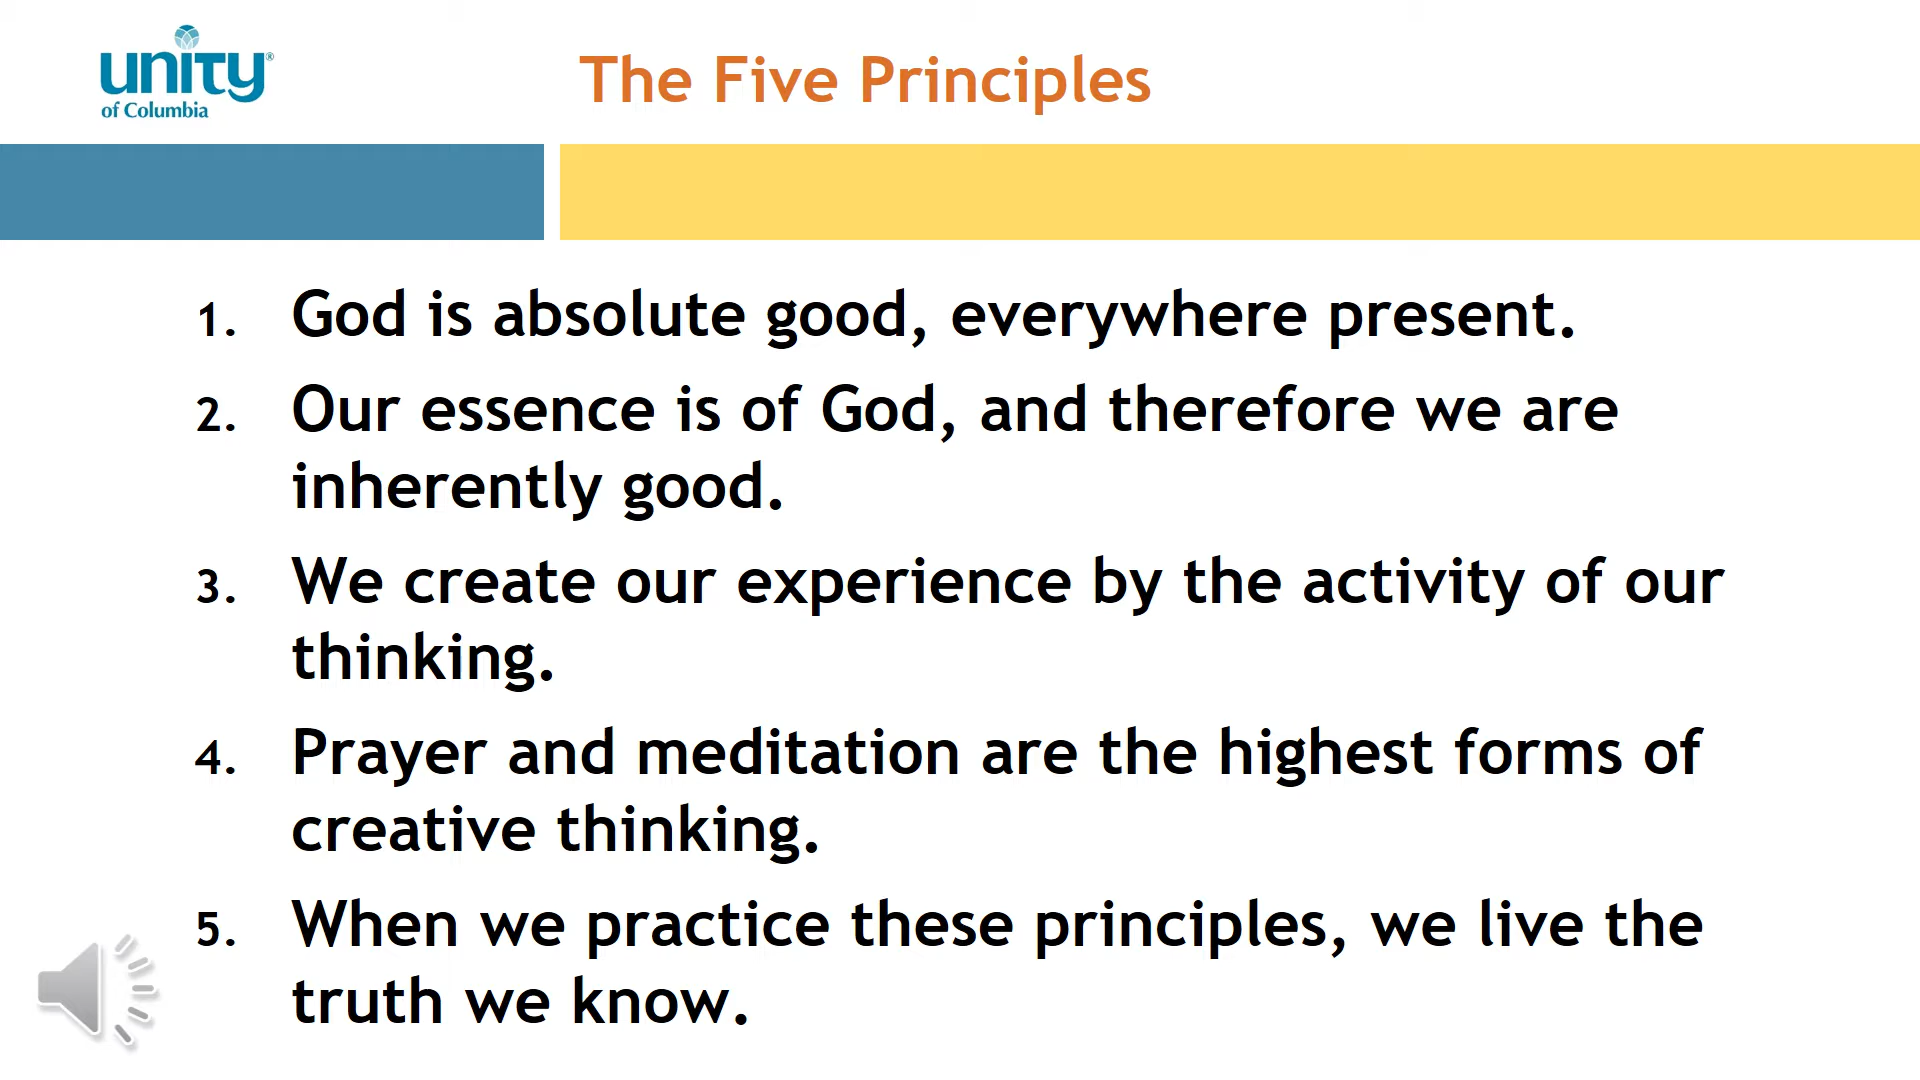 unity®
of Columbia
The Five Principles
1. God is absolute good, everywhere present.
2. Our essence is of God, and therefore we are
inherently good.
3. We create our experience by the activity of our
thinking.
4. Prayer and meditation are the highest forms of
creative thinking.
5. When we practice these principles, we live the
truth we know.